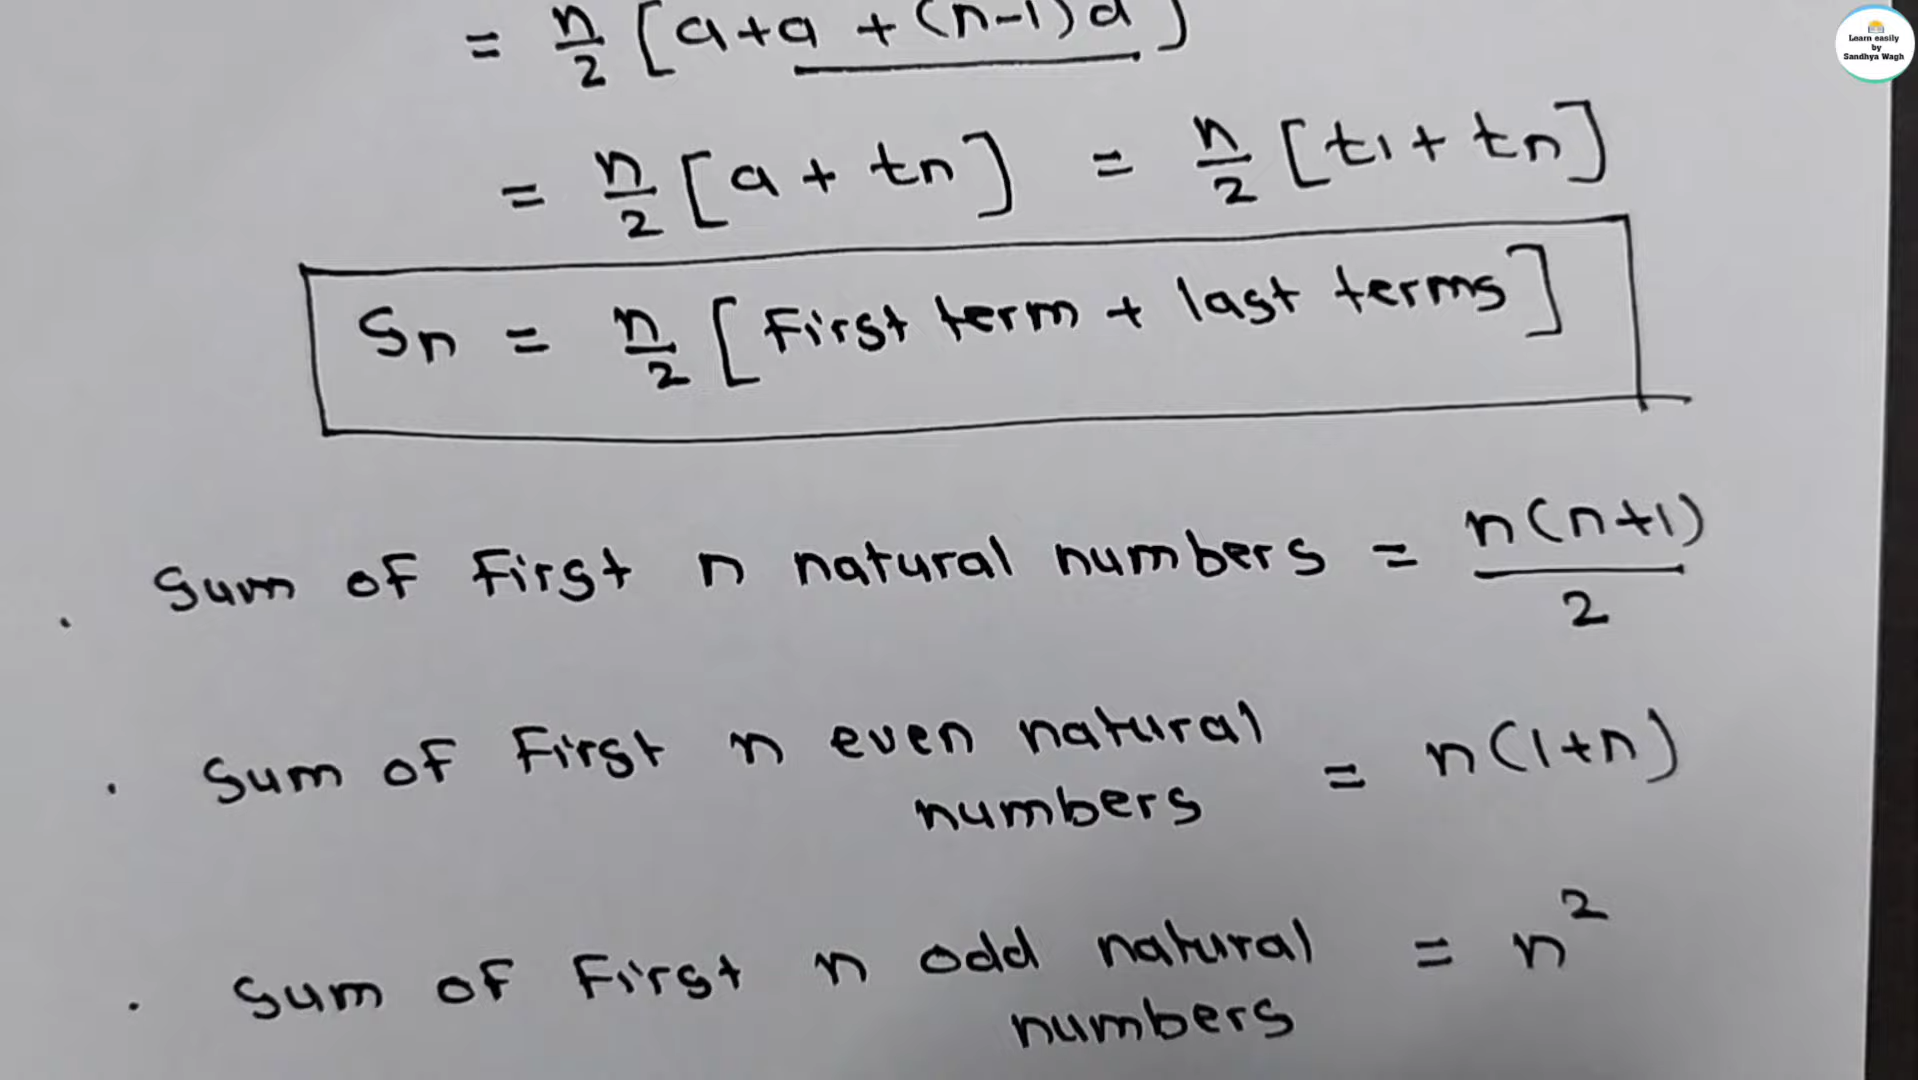 = n/2 [a+a + (n-1)d]
= n/2 [a + tn] = n/2 [t1 + tn]
Sn = n/2 [First term + last terms]
. Sum of First n natural numbers = n(n+1)/2
. Sum of First n even natural numbers = n(1+n)
. Sum of First n odd natural numbers = n²
Learn easily
by
Sandhya Wagh